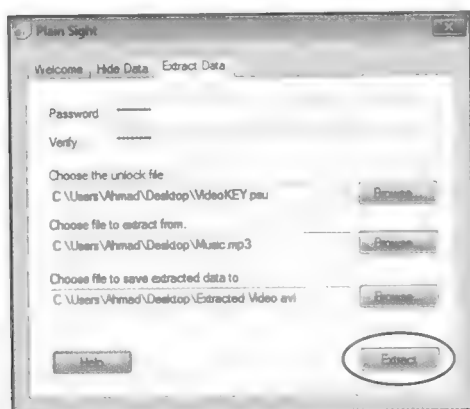 Plain Sight
Welcome Hide Data Extract Data
Password
Verify
Choose the unlock file
C \Users\Ahmad\Desktop\VideoKEY.psu
Browse...
Choose file to extract from.
C \Users\Ahmad\Desktop\Music.mp3
Browse...
Choose file to save extracted data to
C \Users\Ahmad\Desktop\Extracted Video avi
Browse...
Help
Extract